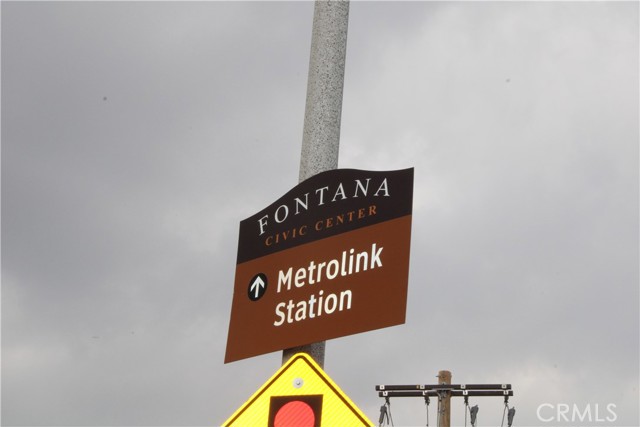 FONTANA
CIVIC CENTER
Metrolink
Station
CRMLS